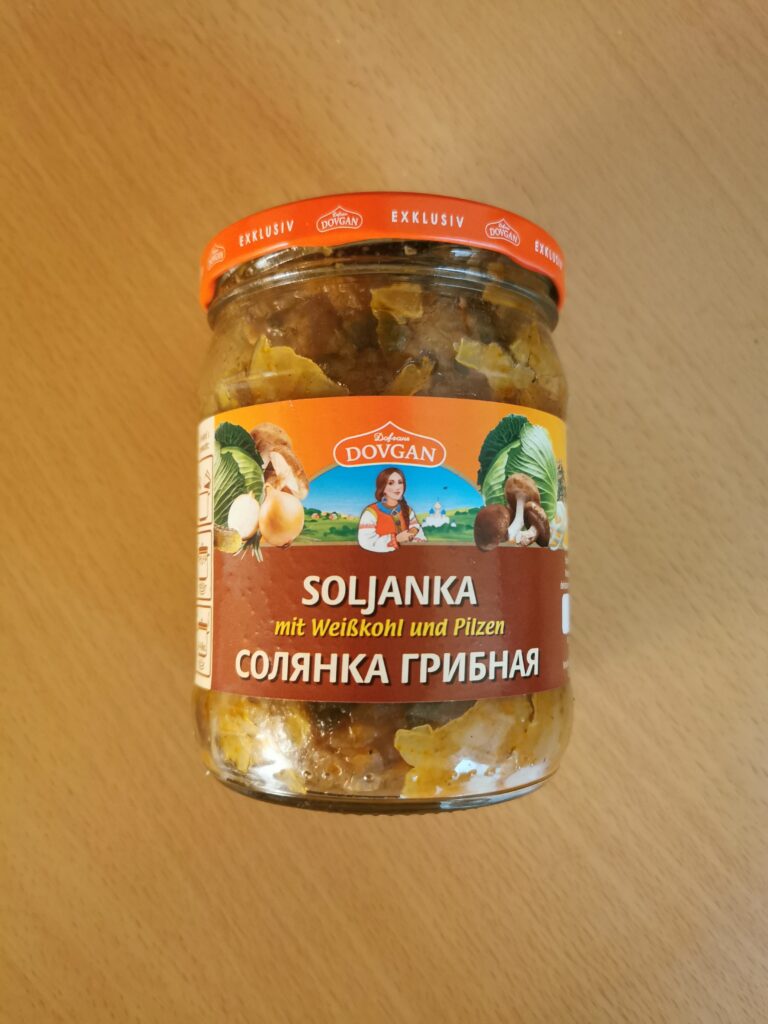 EXKLUSIV DOVGAN EXKLUSIV DOVGAN EXKLUSIV
Dovgan
DOVGAN
SOLJANKA
mit Weißkohl und Pilzen
СОЛЯНКА ГРИБНАЯ